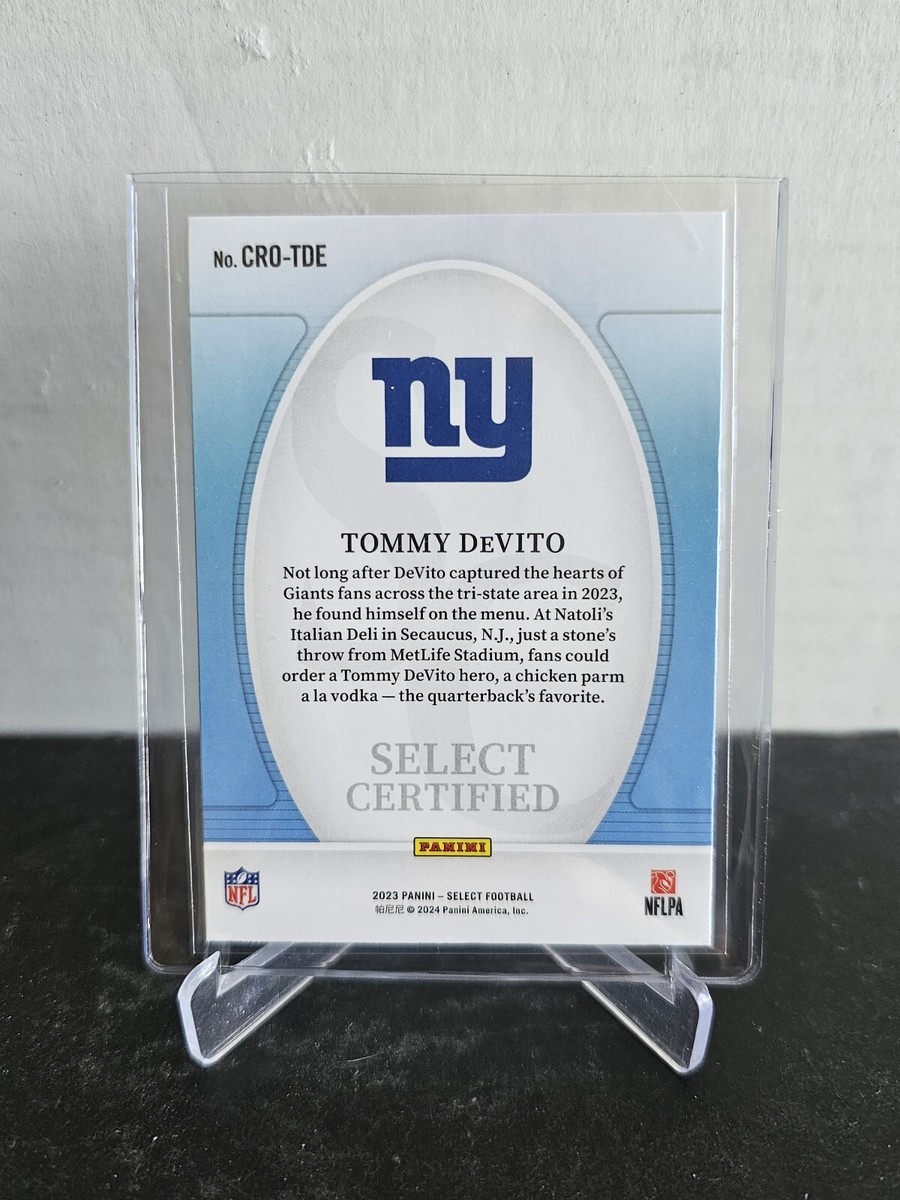 No. CRO-TDE
ny
TOMMY DEVITO
Not long after DeVito captured the hearts of
Giants fans across the tri-state area in 2023,
he found himself on the menu. At Natoli's
Italian Deli in Secaucus, N.J., just a stone's
throw from MetLife Stadium, fans could
order a Tommy DeVito hero, a chicken parm
a la vodka — the quarterback's favorite.
SELECT
CERTIFIED
PANINI
NFL
2023 PANINI – SELECT FOOTBALL
帕尼尼 © 2024 Panini America, Inc.
NFLPA